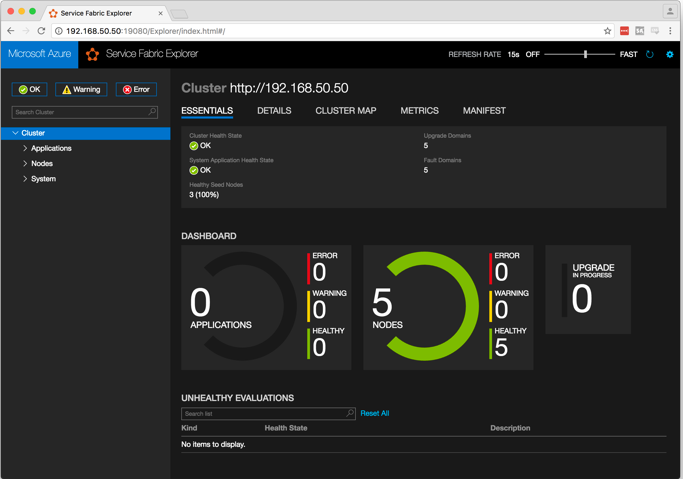 Service Fabric Explorer
192.168.50.50:19080/Explorer/index.html#/
Microsoft Azure
Service Fabric Explorer
REFRESH RATE 15s OFF FAST
OK Warning Error
Search Cluster
Cluster
Applications
Nodes
System
Cluster http://192.168.50.50
ESSENTIALS DETAILS CLUSTER MAP METRICS MANIFEST
Cluster Health State
OK
System Application Health State
OK
Healthy Seed Nodes
3 (100%)
Upgrade Domains
5
Fault Domains
5
DASHBOARD
0
APPLICATIONS
ERROR
0
WARNING
0
HEALTHY
0
5
NODES
ERROR
0
WARNING
0
HEALTHY
5
UPGRADE
IN PROGRESS
0
UNHEALTHY EVALUATIONS
Search list
Reset All
Kind Health State Description
No items to display.